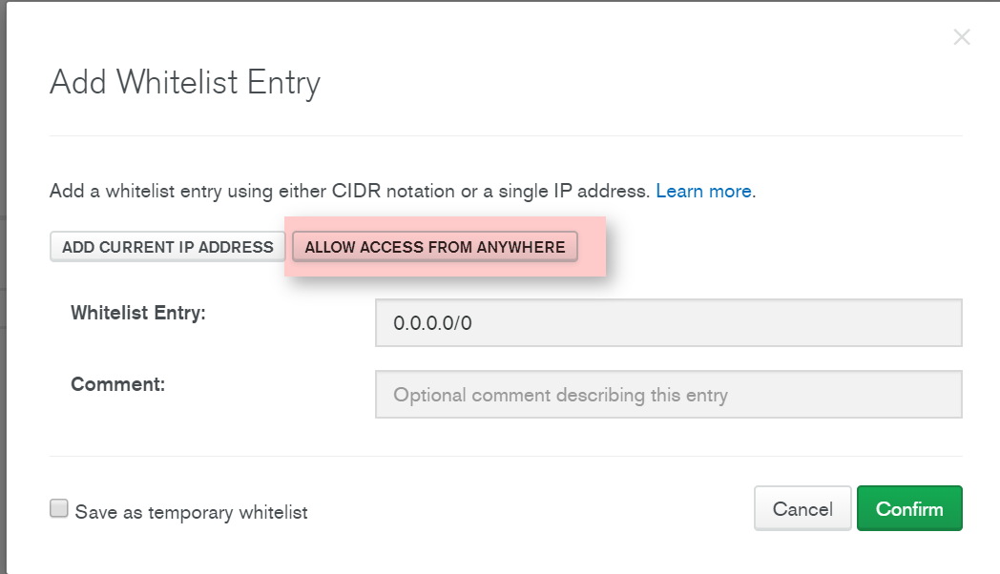 Add Whitelist Entry
Add a whitelist entry using either CIDR notation or a single IP address. Learn more.
ADD CURRENT IP ADDRESS ALLOW ACCESS FROM ANYWHERE
Whitelist Entry: 0.0.0.0/0
Comment: Optional comment describing this entry
Save as temporary whitelist Cancel Confirm